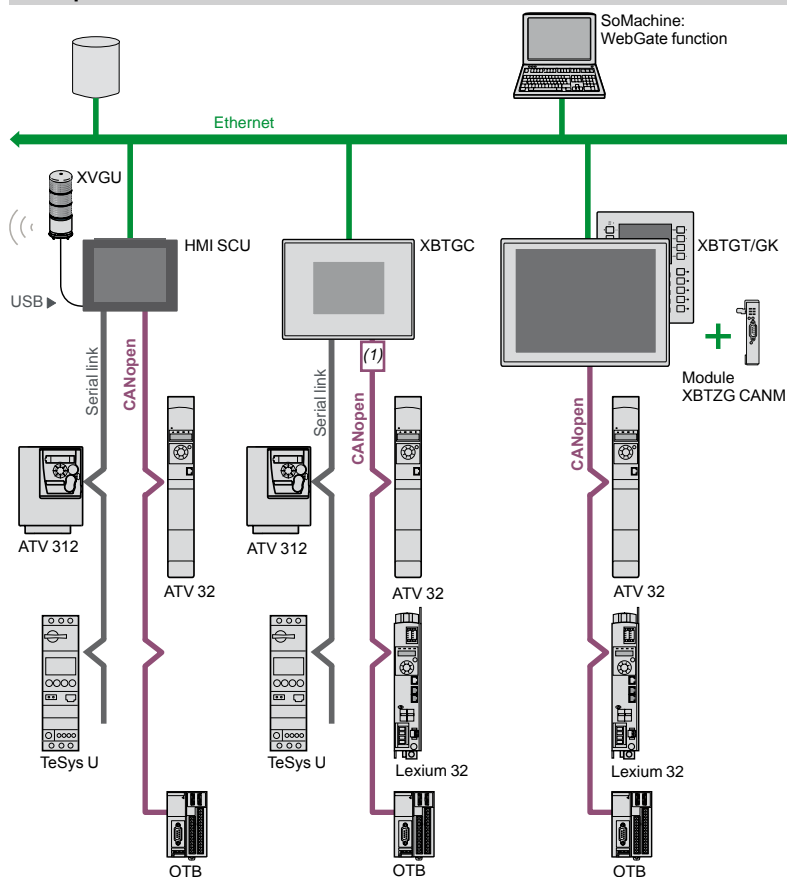 SoMachine:
WebGate function
Ethernet
XVGU
HMI SCU
XBTGC
XBTGT/GK
USB
(1)
Module
XBTZG CANM
Serial link
CANopen
Serial link
CANopen
CANopen
ATV 312
ATV 32
ATV 312
ATV 32
ATV 32
TeSys U
TeSys U
Lexium 32
Lexium 32
OTB
OTB
OTB